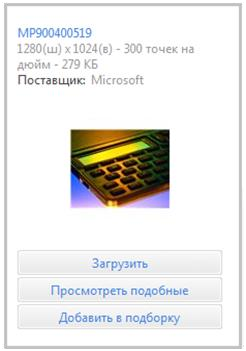 MP900400519
1280(ш) x 1024(в) - 300 точек на
дюйм - 279 КБ
Поставщик: Microsoft
Загрузить
Просмотреть подобные
Добавить в подборку